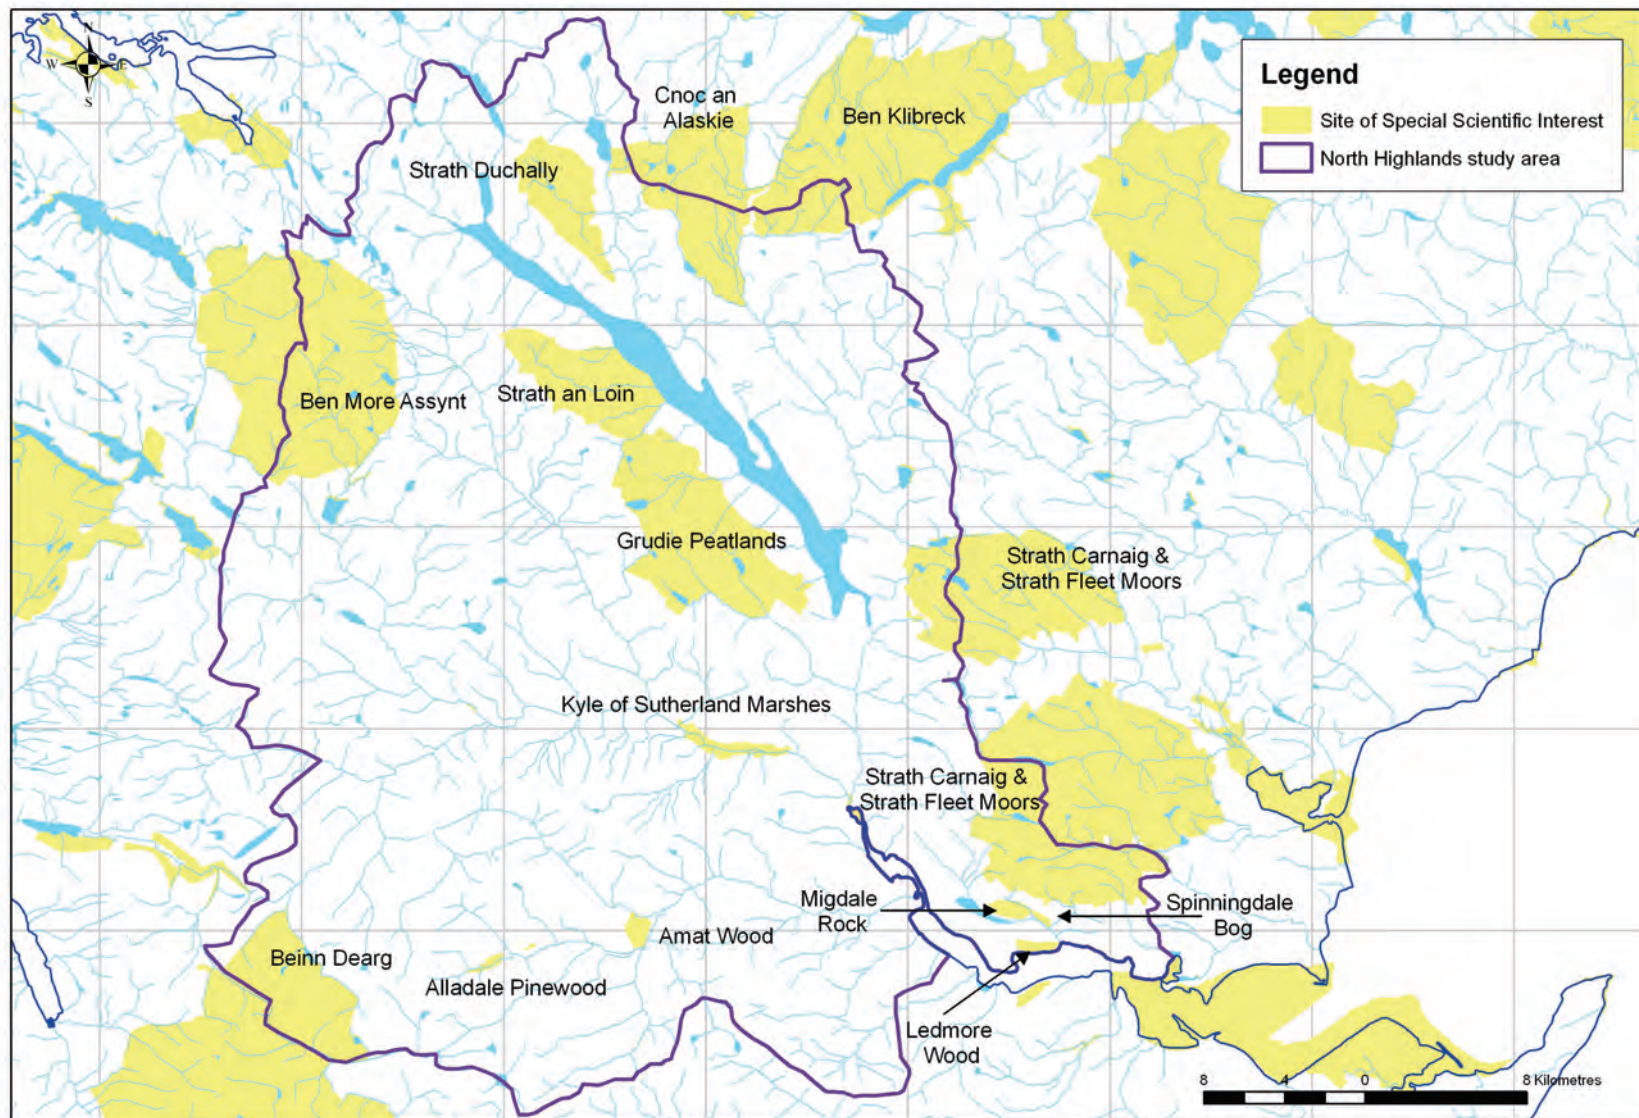 N
W E
S
Legend
Site of Special Scientific Interest
North Highlands study area
Cnoc an
Alaskie
Ben Klibreck
Strath Duchally
Ben More Assynt
Strath an Loin
Grudie Peatlands
Strath Carnaig &
Strath Fleet Moors
Kyle of Sutherland Marshes
Strath Carnaig &
Strath Fleet Moors
Migdale
Rock
Spinningdale
Bog
Amat Wood
Beinn Dearg
Alladale Pinewood
Ledmore
Wood
8 4 0 8 Kilometres